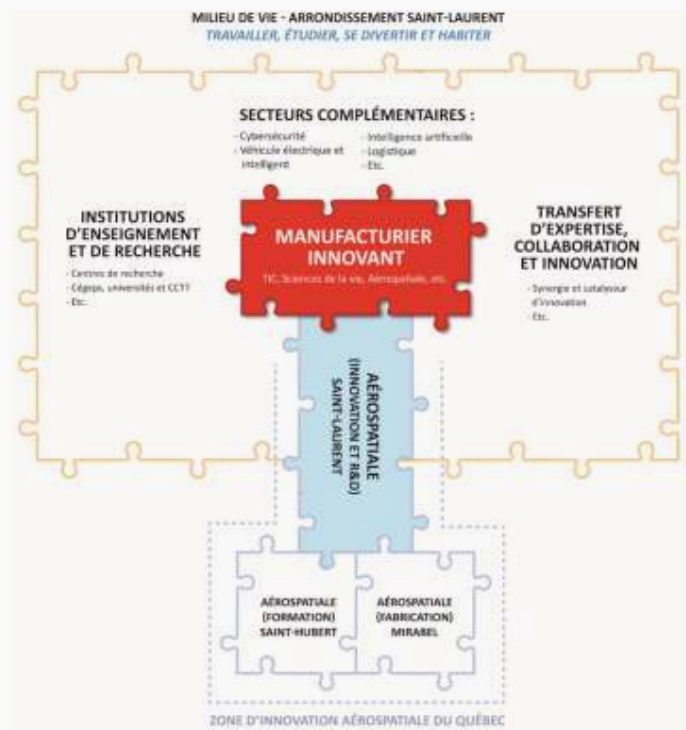 MILIEU DE VIE - ARRONDISSEMENT SAINT-LAURENT
TRAVAILLER, ÉTUDIER, SE DIVERTIR ET HABITER
SECTEURS COMPLÉMENTAIRES :
- Cybersécurité
- Véhicule électrique et
intelligent
- Intelligence artificielle
- Logistique
- Etc.
INSTITUTIONS
D'ENSEIGNEMENT
ET DE RECHERCHE
- Centres de recherche
- Cégeps, universités et CCTT
- Etc.
MANUFACTURIER
INNOVANT
TIC, Sciences de la vie, Aérospatiale, etc.
TRANSFERT
D'EXPERTISE,
COLLABORATION
ET INNOVATION
- Synergie et catalyseur
d'innovation
- Etc.
AÉROSPATIALE
(INNOVATION ET R&D)
SAINT-LAURENT
AÉROSPATIALE
(FORMATION)
SAINT-HUBERT
AÉROSPATIALE
(FABRICATION)
MIRABEL
ZONE D'INNOVATION AÉROSPATIALE DU QUÉBEC